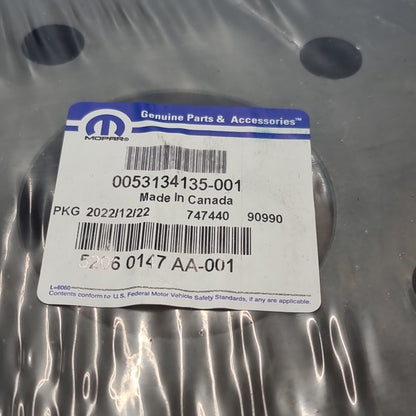 Genuine Parts & Accessories™
MOPAR®
0053134135-001
Made In Canada
PKG 2022/12/22 747440 90990
5206 0147 AA-001
L-6060
Contents conform to U.S. Federal Motor Vehicle Safety Standards, if any are applicable.